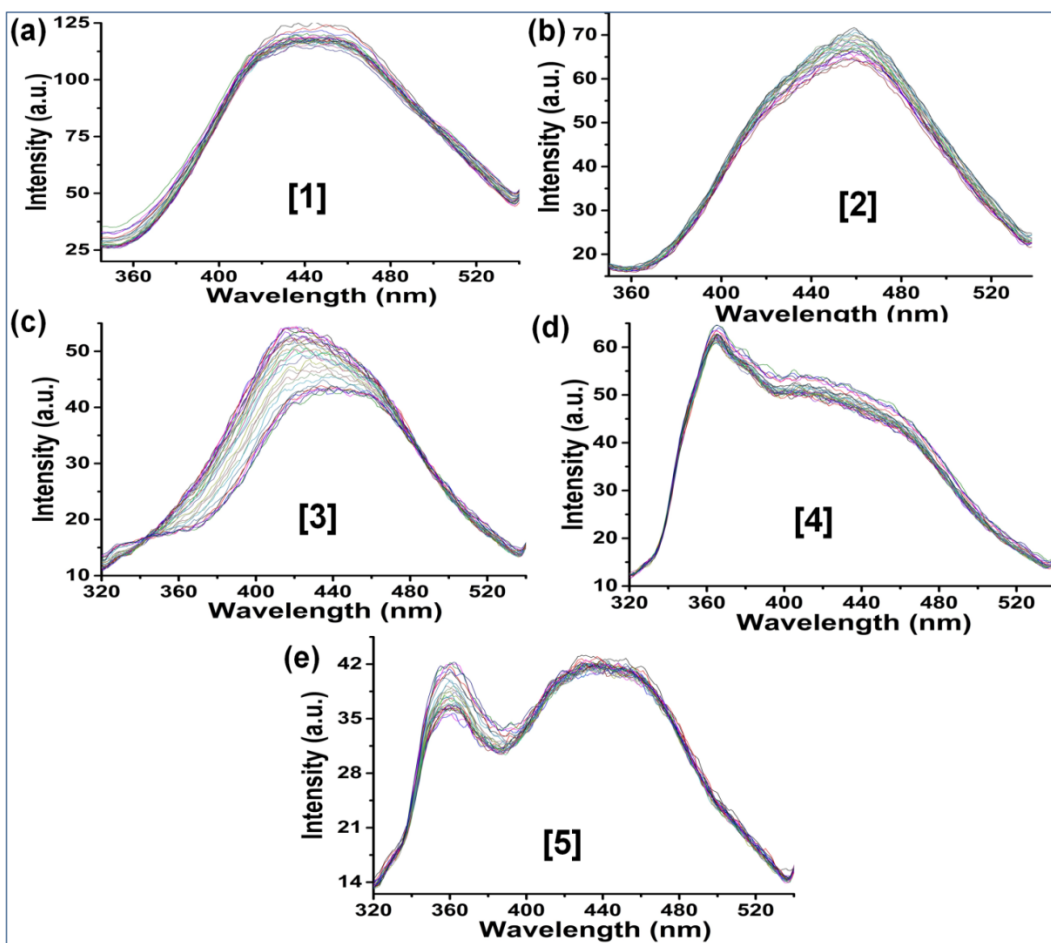 (a)
125
100
75
50
25
Intensity (a.u.)
[1]
360 400 440 480 520
Wavelength (nm)
(b)
70
60
50
40
30
20
Intensity (a.u.)
[2]
360 400 440 480 520
Wavelength (nm)
(c)
50
40
30
20
10
Intensity (a.u.)
[3]
320 360 400 440 480 520
Wavelength (nm)
(d)
60
50
40
30
20
10
Intensity (a.u.)
[4]
320 360 400 440 480 520
Wavelength (nm)
(e)
42
35
28
21
14
Intensity (a.u.)
[5]
320 360 400 440 480 520
Wavelength (nm)